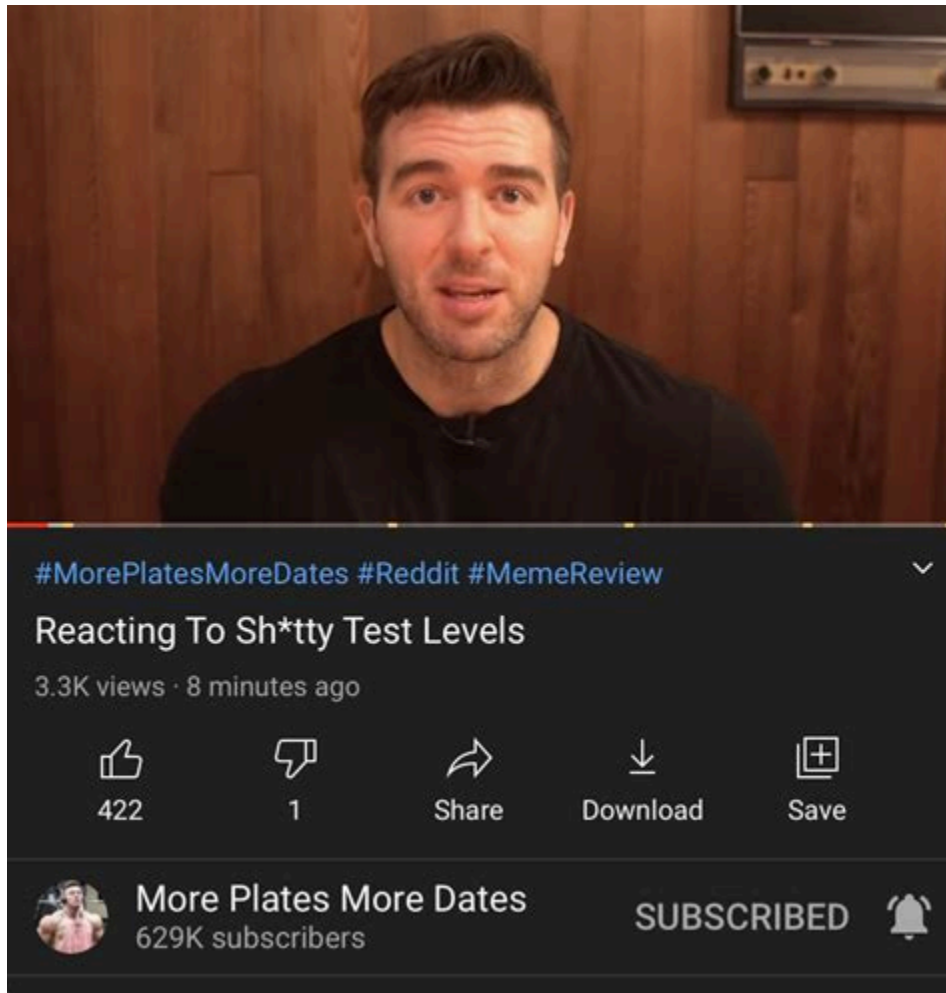 #MorePlatesMoreDates #Reddit #MemeReview
Reacting To Sh*tty Test Levels
3.3K views · 8 minutes ago
422
1
Share
Download
Save
More Plates More Dates
629K subscribers
SUBSCRIBED